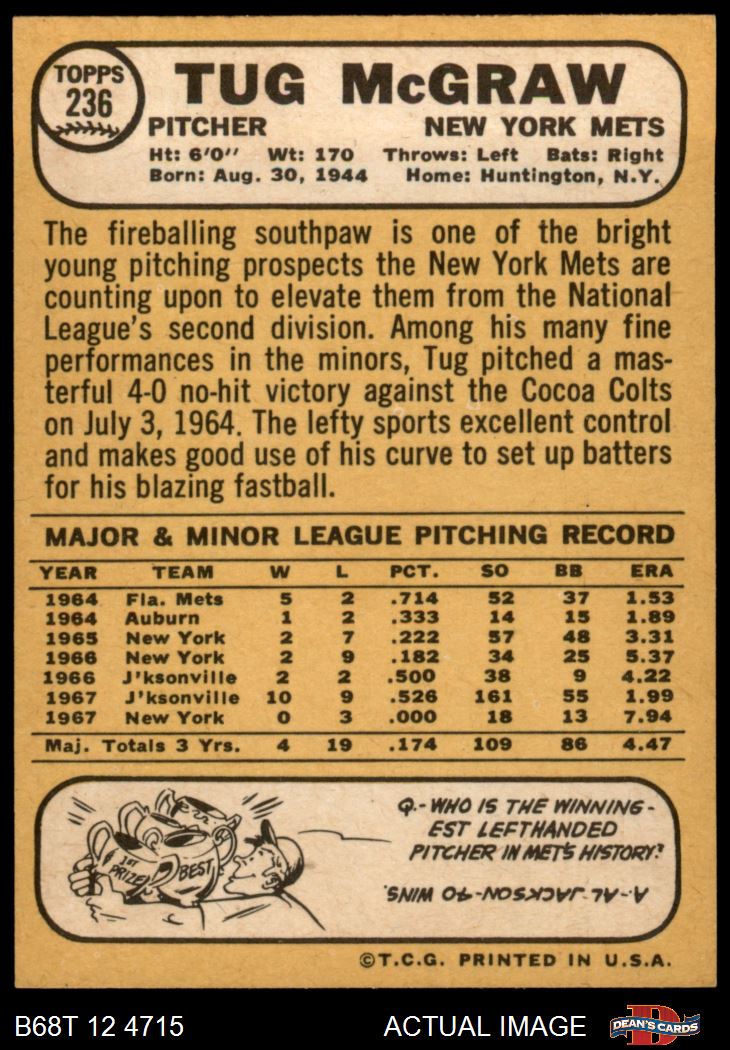 TOPPS
236
TUG McGRAW
PITCHER NEW YORK METS
Ht: 6'0" Wt: 170 Throws: Left Bats: Right
Born: Aug. 30, 1944 Home: Huntington, N.Y.
The fireballing southpaw is one of the bright
young pitching prospects the New York Mets are
counting upon to elevate them from the National
League's second division. Among his many fine
performances in the minors, Tug pitched a mas-
terful 4-0 no-hit victory against the Cocoa Colts
on July 3, 1964. The lefty sports excellent control
and makes good use of his curve to set up batters
for his blazing fastball.
MAJOR & MINOR LEAGUE PITCHING RECORD
YEAR TEAM W L PCT. SO BB ERA
1964 Fla. Mets 5 2 .714 52 37 1.53
1964 Auburn 1 2 .333 14 15 1.89
1965 New York 2 7 .222 57 48 3.31
1966 New York 2 9 .182 34 25 5.37
1966 J'ksonville 2 2 .500 38 9 4.22
1967 J'ksonville 10 9 .526 161 55 1.99
1967 New York 0 3 .000 18 13 7.94
Maj. Totals 3 Yrs. 4 19 .174 109 86 4.47
1ST
PRIZE
BEST
Q.-WHO IS THE WINNING-
EST LEFTHANDED
PITCHER IN METS HISTORY?
A.-AL JACKSON-40 WINS.
©T.C.G. PRINTED IN U.S.A.
B68T 12 4715 ACTUAL IMAGE
D
DEAN'S CARDS